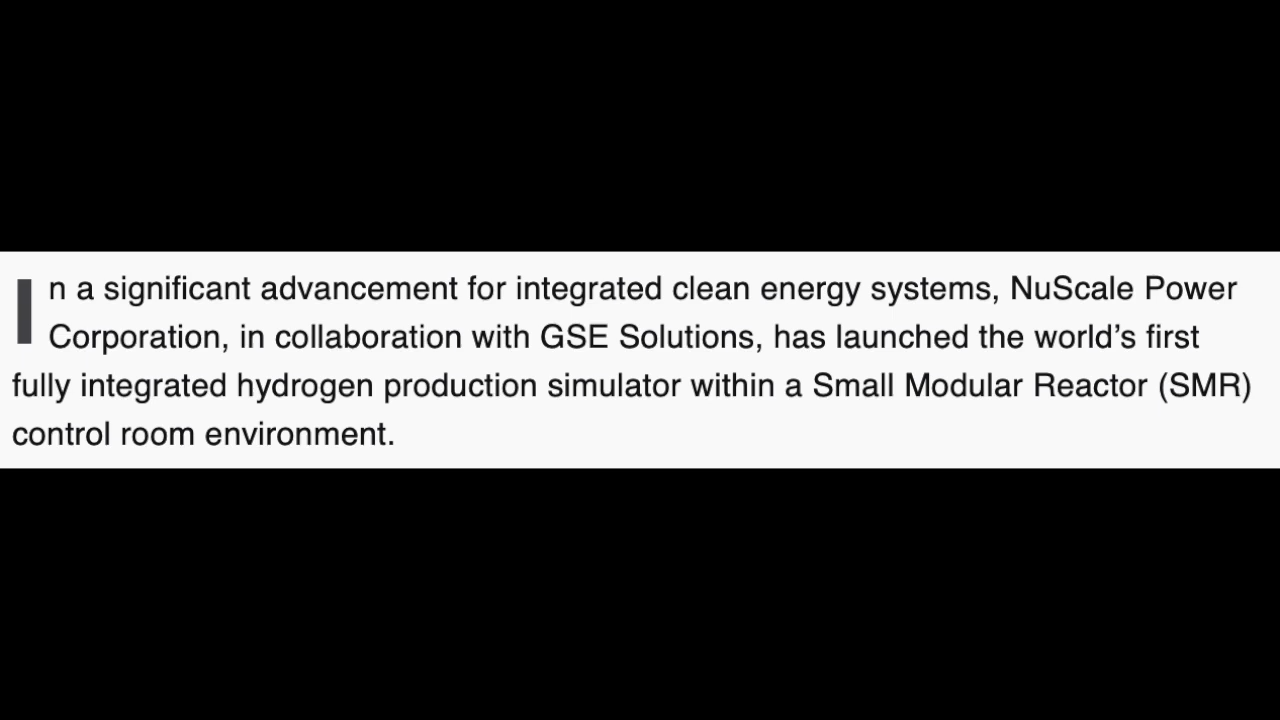 In a significant advancement for integrated clean energy systems, NuScale Power
Corporation, in collaboration with GSE Solutions, has launched the world’s first
fully integrated hydrogen production simulator within a Small Modular Reactor (SMR)
control room environment.